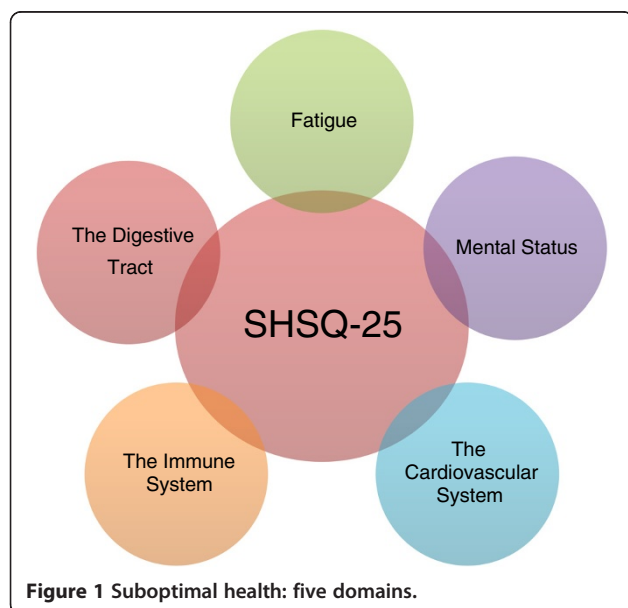 Fatigue
The Digestive
Tract
Mental Status
SHSQ-25
The Immune
System
The
Cardiovascular
System
Figure 1 Suboptimal health: five domains.